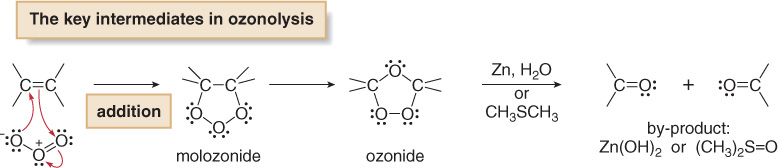 The key intermediates in ozonolysis
C=C
addition
- O + O O
C C
O O O
molozonide
O
C C
O O
ozonide
Zn, H₂O
or
CH₃SCH₃
C=O + O=C
by-product:
Zn(OH)₂ or (CH₃)₂S=O